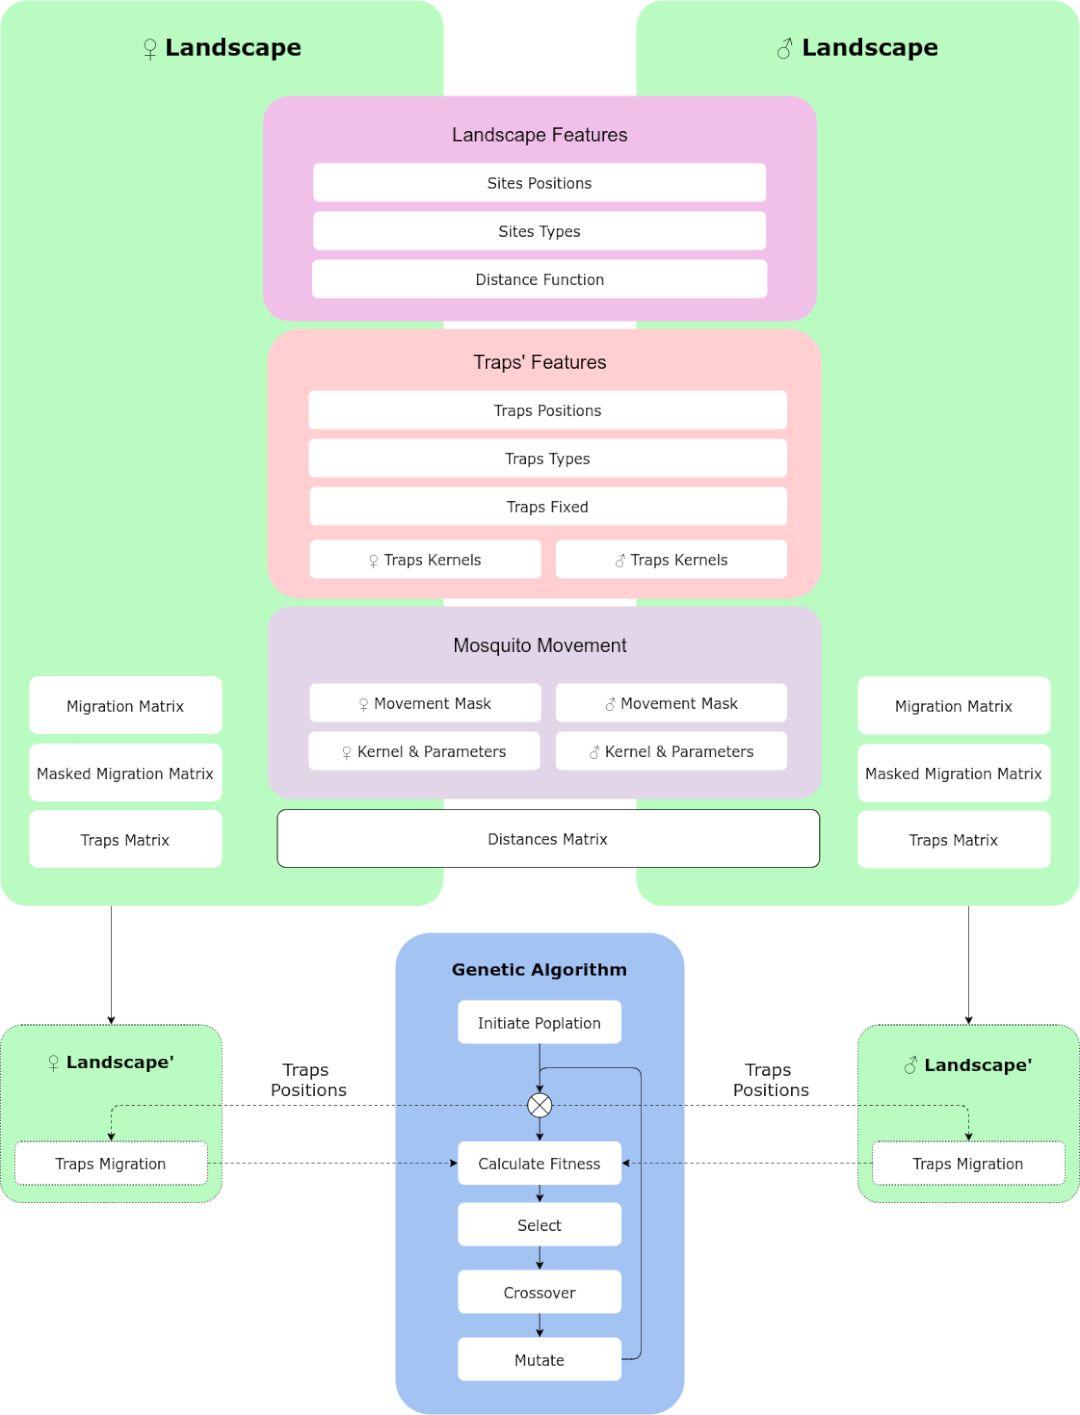 ♀ Landscape
♂ Landscape
Landscape Features
Sites Positions
Sites Types
Distance Function
Traps' Features
Traps Positions
Traps Types
Traps Fixed
♀ Traps Kernels
♂ Traps Kernels
Mosquito Movement
♀ Movement Mask
♂ Movement Mask
♀ Kernel & Parameters
♂ Kernel & Parameters
Migration Matrix
Masked Migration Matrix
Traps Matrix
Distances Matrix
Migration Matrix
Masked Migration Matrix
Traps Matrix
Genetic Algorithm
Initiate Poplation
Calculate Fitness
Select
Crossover
Mutate
♀ Landscape'
Traps
Positions
Traps Migration
♂ Landscape'
Traps
Positions
Traps Migration